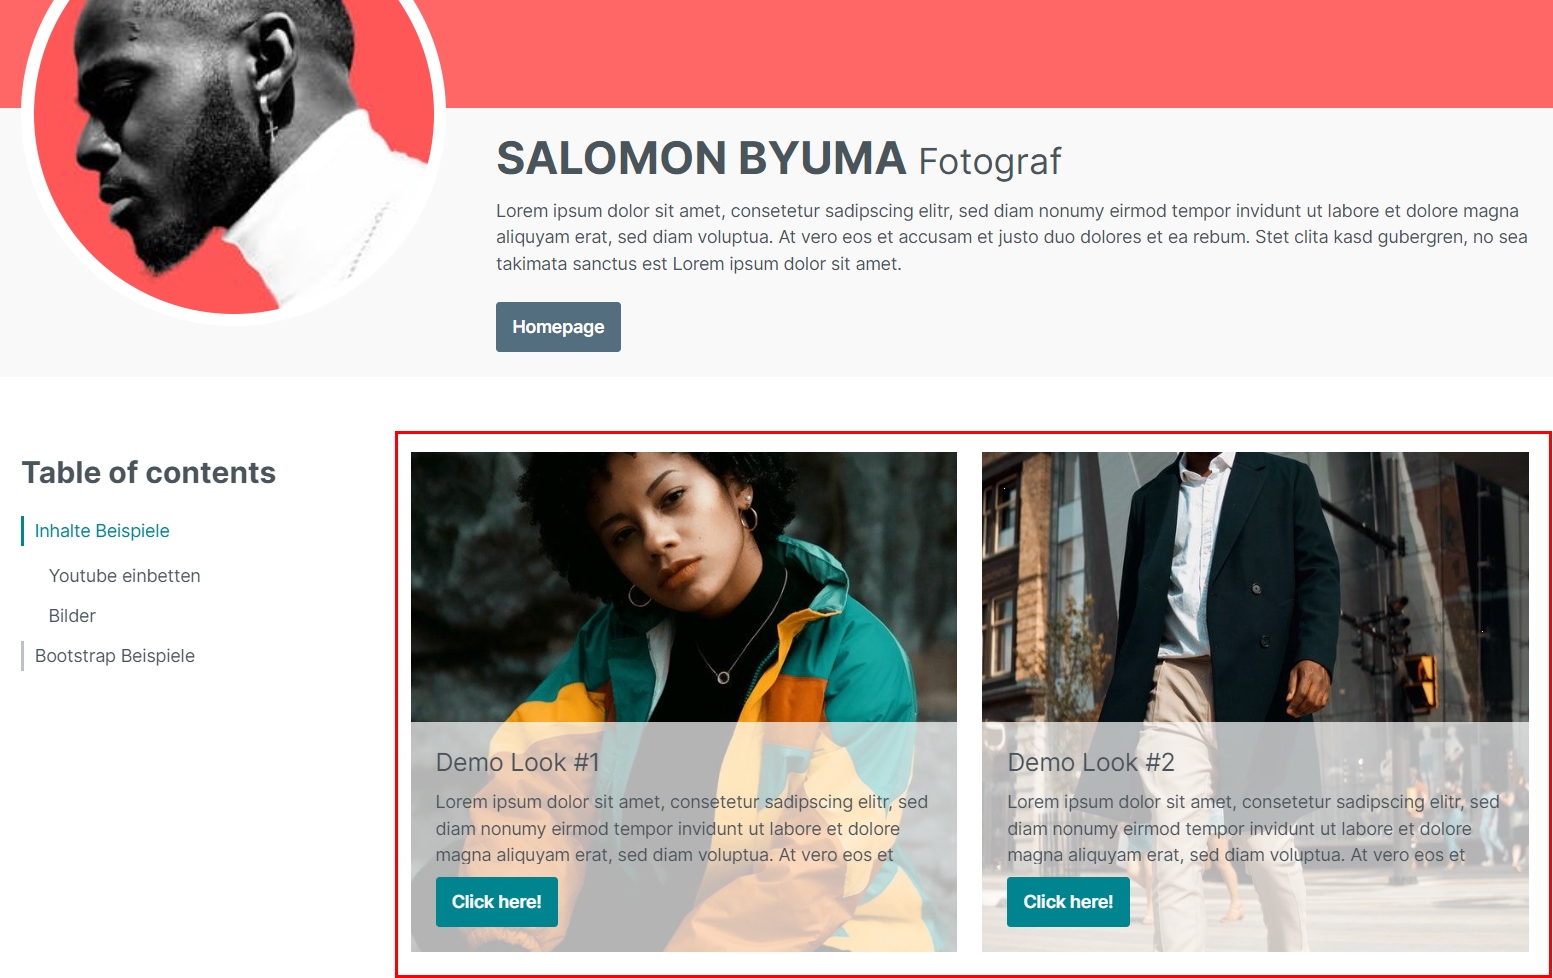 SALOMON BYUMA Fotograf
Lorem ipsum dolor sit amet, consetetur sadipscing elitr, sed diam nonumy eirmod tempor invidunt ut labore et dolore magna
aliquyam erat, sed diam voluptua. At vero eos et accusam et justo duo dolores et ea rebum. Stet clita kasd gubergren, no sea
takimata sanctus est Lorem ipsum dolor sit amet.
Homepage
Table of contents
Inhalte Beispiele
Youtube einbetten
Bilder
Bootstrap Beispiele
Demo Look #1
Lorem ipsum dolor sit amet, consetetur sadipscing elitr, sed
diam nonumy eirmod tempor invidunt ut labore et dolore
magna aliquyam erat, sed diam voluptua. At vero eos et
Click here!
Demo Look #2
Lorem ipsum dolor sit amet, consetetur sadipscing elitr, sed
diam nonumy eirmod tempor invidunt ut labore et dolore
magna aliquyam erat, sed diam voluptua. At vero eos et
Click here!